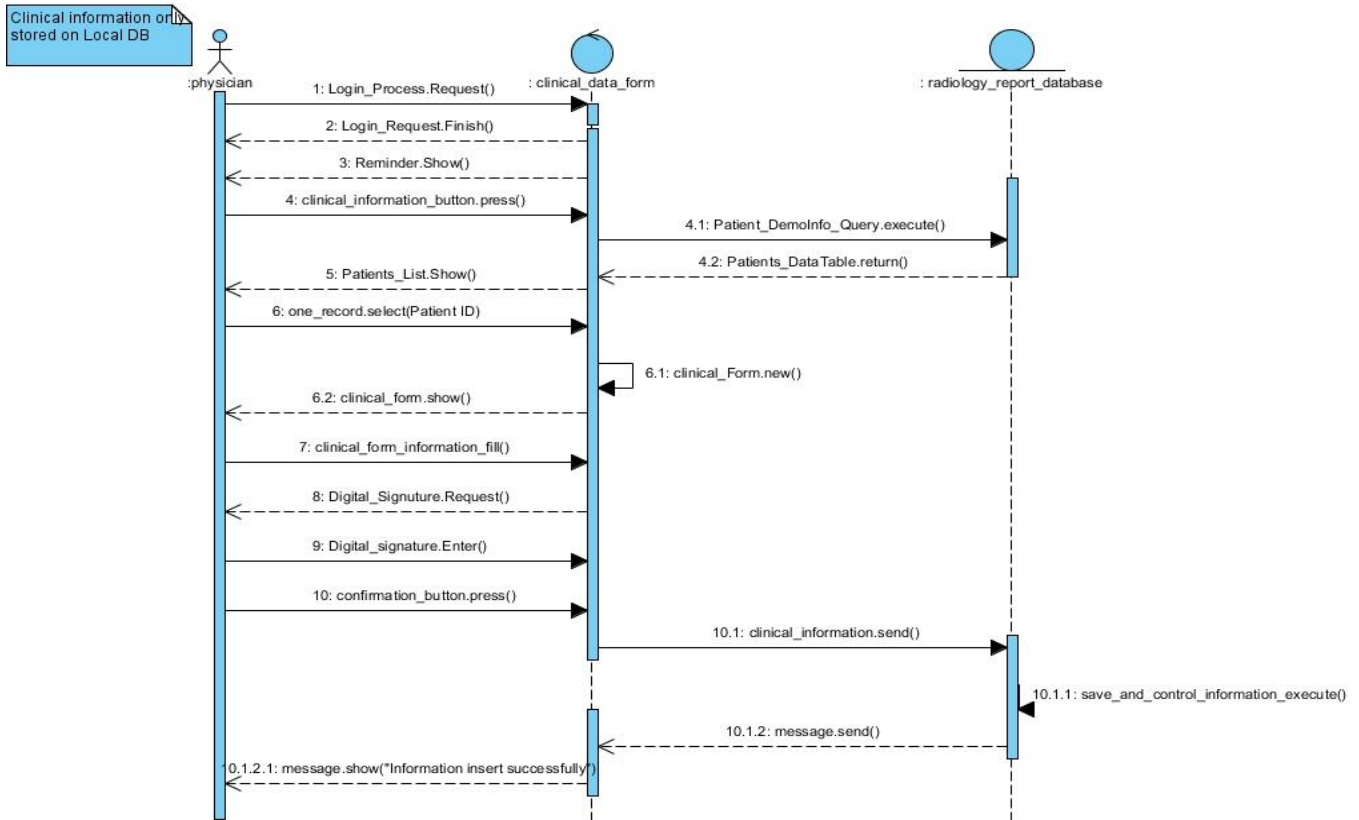 Clinical information only
stored on Local DB
:physician
: clinical_data_form
: radiology_report_database
1: Login_Process.Request()
2: Login_Request.Finish()
3: Reminder.Show()
4: clinical_information_button.press()
4.1: Patient_DemoInfo_Query.execute()
4.2: Patients_DataTable.return()
5: Patients_List.Show()
6: one_record.select(Patient ID)
6.1: clinical_Form.new()
6.2: clinical_form.show()
7: clinical_form_information_fill()
8: Digital_Signuture.Request()
9: Digital_signature.Enter()
10: confirmation_button.press()
10.1: clinical_information.send()
10.1.1: save_and_control_information_execute()
10.1.2: message.send()
10.1.2.1: message.show("Information insert successfully")